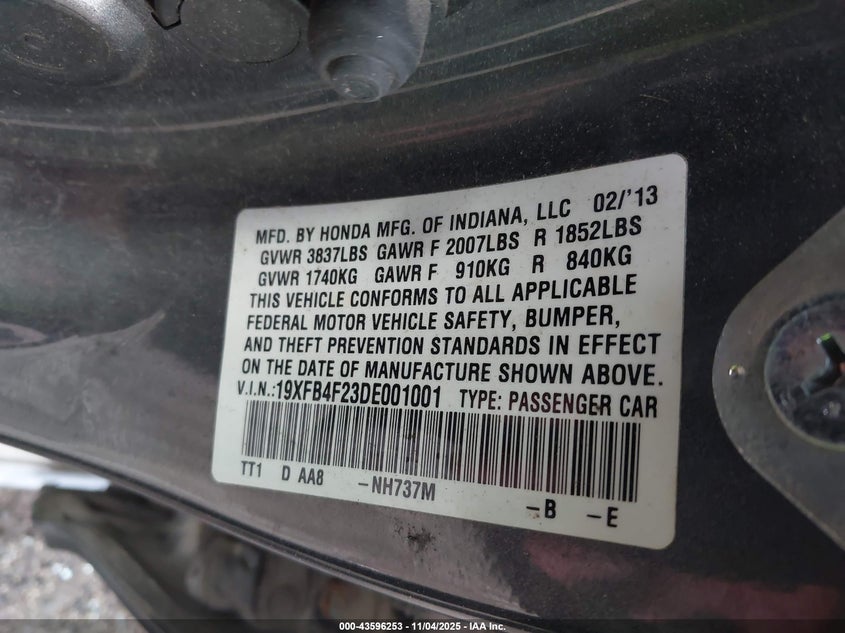 MFD. BY HONDA MFG. OF INDIANA, LLC 02/'13
GVWR 3837LBS GAWR F 2007LBS R 1852LBS
GVWR 1740KG GAWR F 910KG R 840KG
THIS VEHICLE CONFORMS TO ALL APPLICABLE
FEDERAL MOTOR VEHICLE SAFETY, BUMPER,
AND THEFT PREVENTION STANDARDS IN EFFECT
ON THE DATE OF MANUFACTURE SHOWN ABOVE.
V.I.N.:19XFB4F23DE001001 TYPE: PASSENGER CAR
TT1 D AA8 –NH737M –B –E
000-43596253 - 11/04/2025 - IAA Inc.